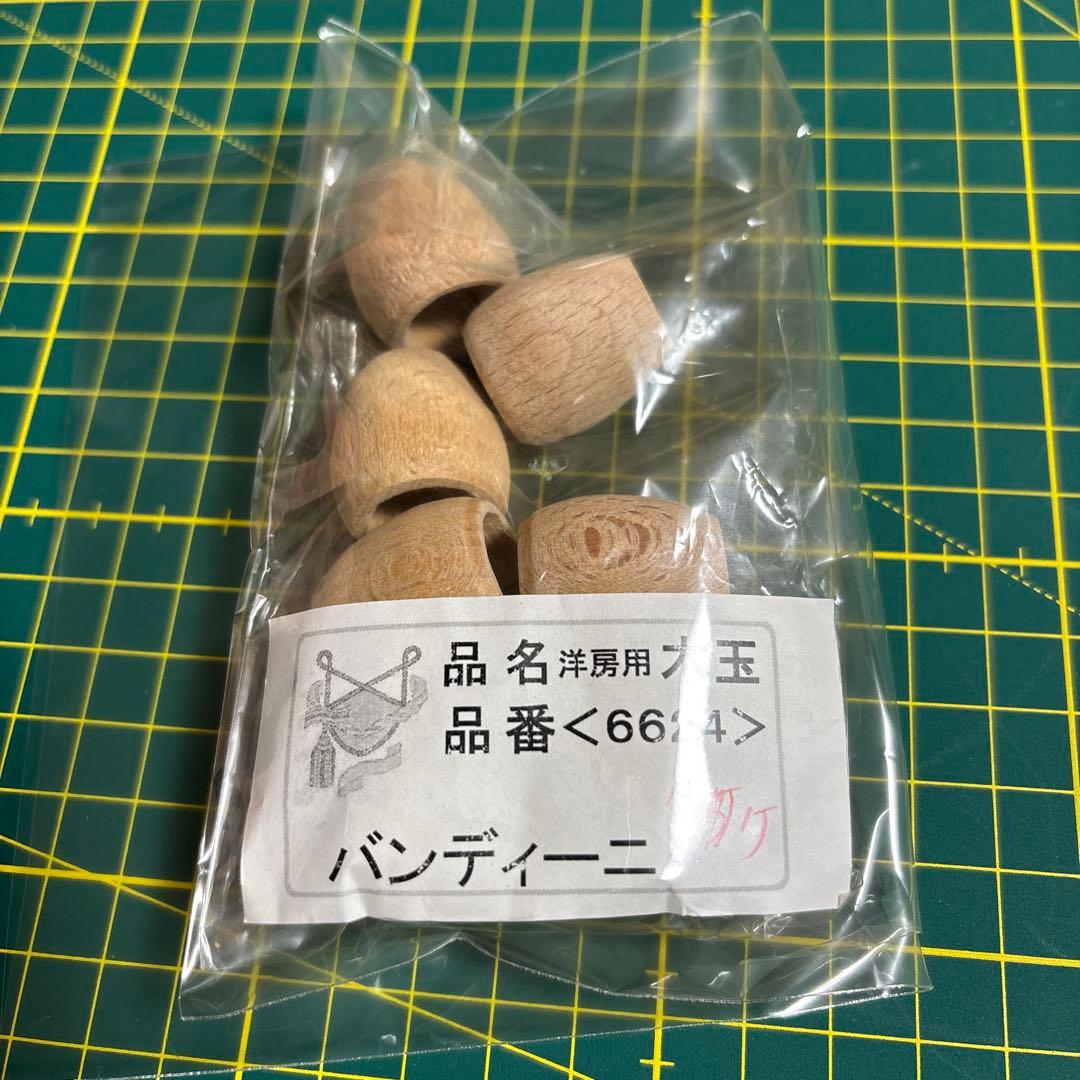 品名 洋房用 大玉
品番<6624>
バンディーニ